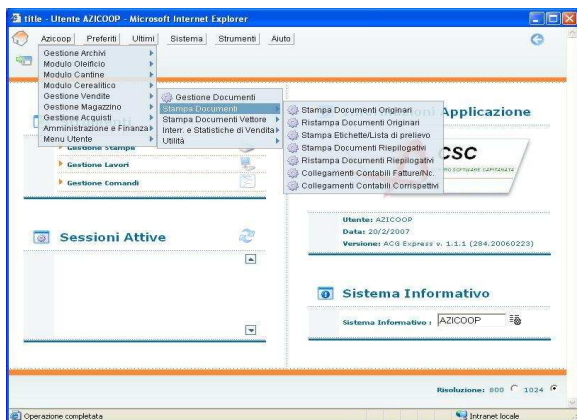 title - Utente AZICOOP - Microsoft Internet Explorer
Azicoop Preferiti Ultimi Sistema Strumenti Aiuto
Gestione Archivi
Modulo Oleificio
Modulo Cantine
Modulo Cerealitico
Gestione Vendite
Gestione Magazzino
Gestione Acquisti
Amministrazione e Finanza
Menu Utente
Gestione Documenti
Stampa Documenti
Stampa Documenti Vettore
Interr. e Statistiche di Vendita
Utilità
Stampa Documenti Originari
Ristampa Documenti Originari
Stampa Etichette/Lista di prelievo
Stampa Documenti Riepilogativi
Ristampa Documenti Riepilogativi
Collegamenti Contabili Fatture/Nc.
Collegamenti Contabili Corrispettivi
Applicazione
CSC
SOFTWARE CAPITANATA
Gestione Stampe
Gestione Lavori
Gestione Comandi
Utente: AZICOOP
Data: 20/2/2007
Versione: ACG Express v. 1.1.1 (284.20060223)
Sessioni Attive
Sistema Informativo
Sistema Informativo : AZICOOP
Risoluzione: 800 1024
Operazione completata
Intranet locale